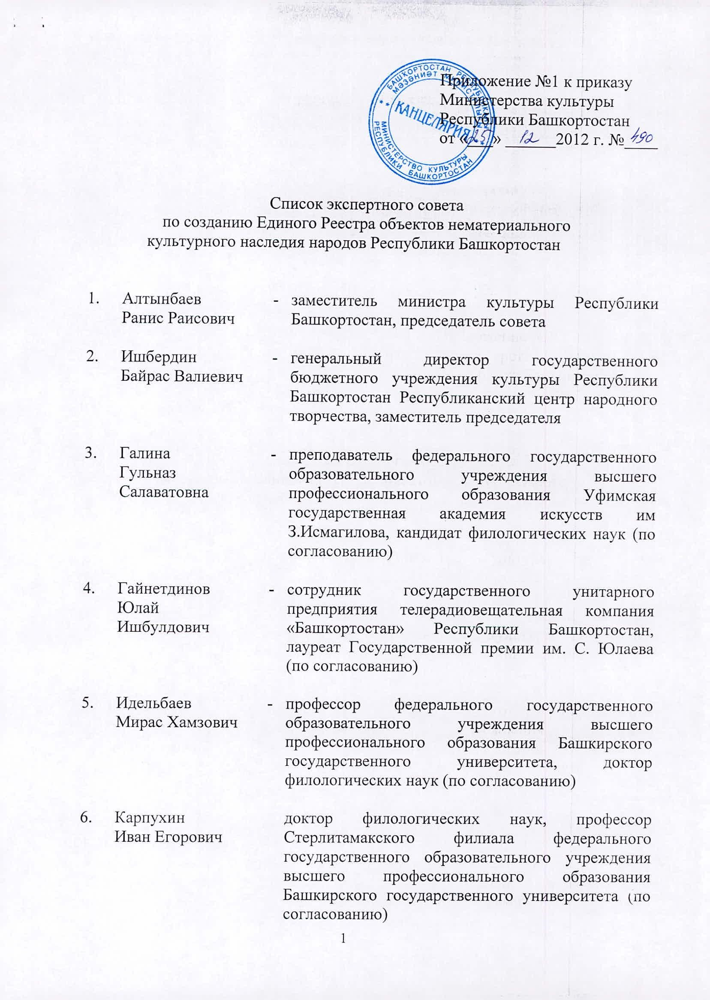 БАШҠОРТОСТАН РЕСПУБЛИКАҺЫ
МӘҘӘНИӘТ МИНИСТРЛЫҒЫ
КАНЦЕЛЯРИЯ
МИНИСТЕРСТВО КУЛЬТУРЫ
РЕСПУБЛИКИ БАШКОРТОСТАН
Приложение №1 к приказу
Министерства культуры
Республики Башкортостан
от «25» 12 2012 г. № 490
Список экспертного совета
по созданию Единого Реестра объектов нематериального
культурного наследия народов Республики Башкортостан
1. Алтынбаев - заместитель министра культуры Республики
Ранис Раисович Башкортостан, председатель совета
2. Ишбердин - генеральный директор государственного
Байрас Валиевич бюджетного учреждения культуры Республики
Башкортостан Республиканский центр народного
творчества, заместитель председателя
3. Галина - преподаватель федерального государственного
Гульназ образовательного учреждения высшего
Салаватовна профессионального образования Уфимская
государственная академия искусств им
З.Исмагилова, кандидат филологических наук (по
согласованию)
4. Гайнетдинов - сотрудник государственного унитарного
Юлай предприятия телерадиовещательная компания
Ишбулдович «Башкортостан» Республики Башкортостан,
лауреат Государственной премии им. С. Юлаева
(по согласованию)
5. Идельбаев - профессор федерального государственного
Мирас Хамзович образовательного учреждения высшего
профессионального образования Башкирского
государственного университета, доктор
филологических наук (по согласованию)
6. Карпухин доктор филологических наук, профессор
Иван Егорович Стерлитамакского филиала федерального
государственного образовательного учреждения
высшего профессионального образования
Башкирского государственного университета (по
согласованию)
1